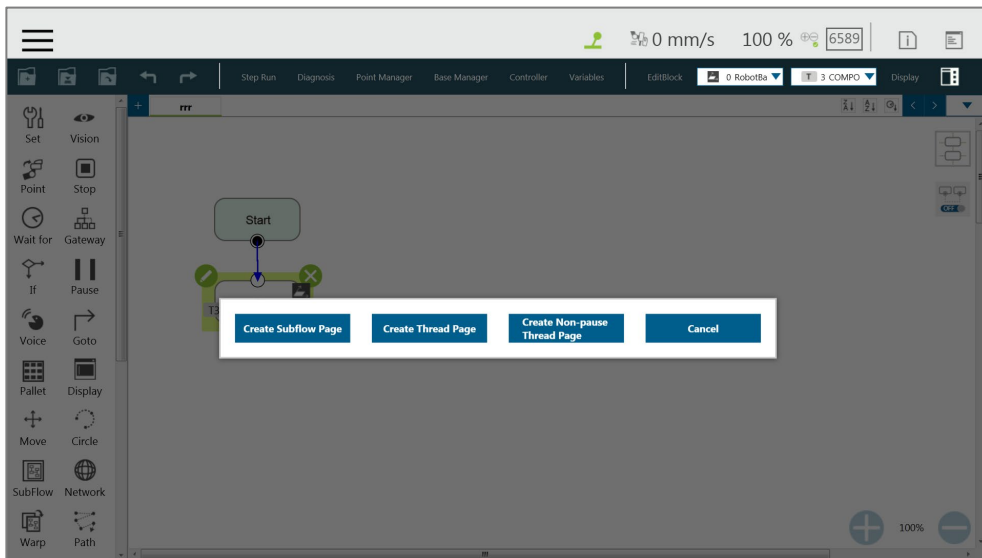 0 mm/s 100 % 6589
Step Run Diagnosis Point Manager Base Manager Controller Variables EditBlock 0 RobotBa T 3 COMPO Display
+ rrr
Set Vision
Point Stop
Wait for Gateway
If Pause
Voice Goto
Pallet Display
Move Circle
SubFlow Network
Warp Path
OFF
Start
T3
Create Subflow Page
Create Thread Page
Create Non-pause
Thread Page
Cancel
100%